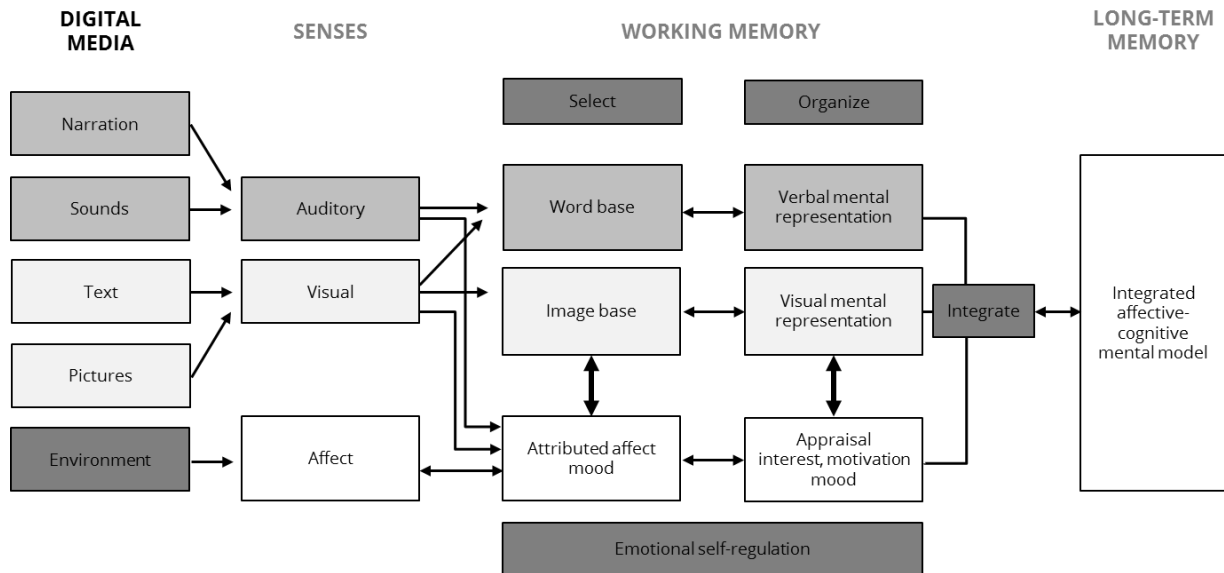 DIGITAL
MEDIA
SENSES
WORKING MEMORY
LONG-TERM
MEMORY
Select
Organize
Narration
Sounds
Auditory
Word base
Verbal mental
representation
Text
Visual
Image base
Visual mental
representation
Integrate
Integrated
affective-
cognitive
mental model
Pictures
Environment
Affect
Attributed affect
mood
Appraisal
interest, motivation
mood
Emotional self-regulation